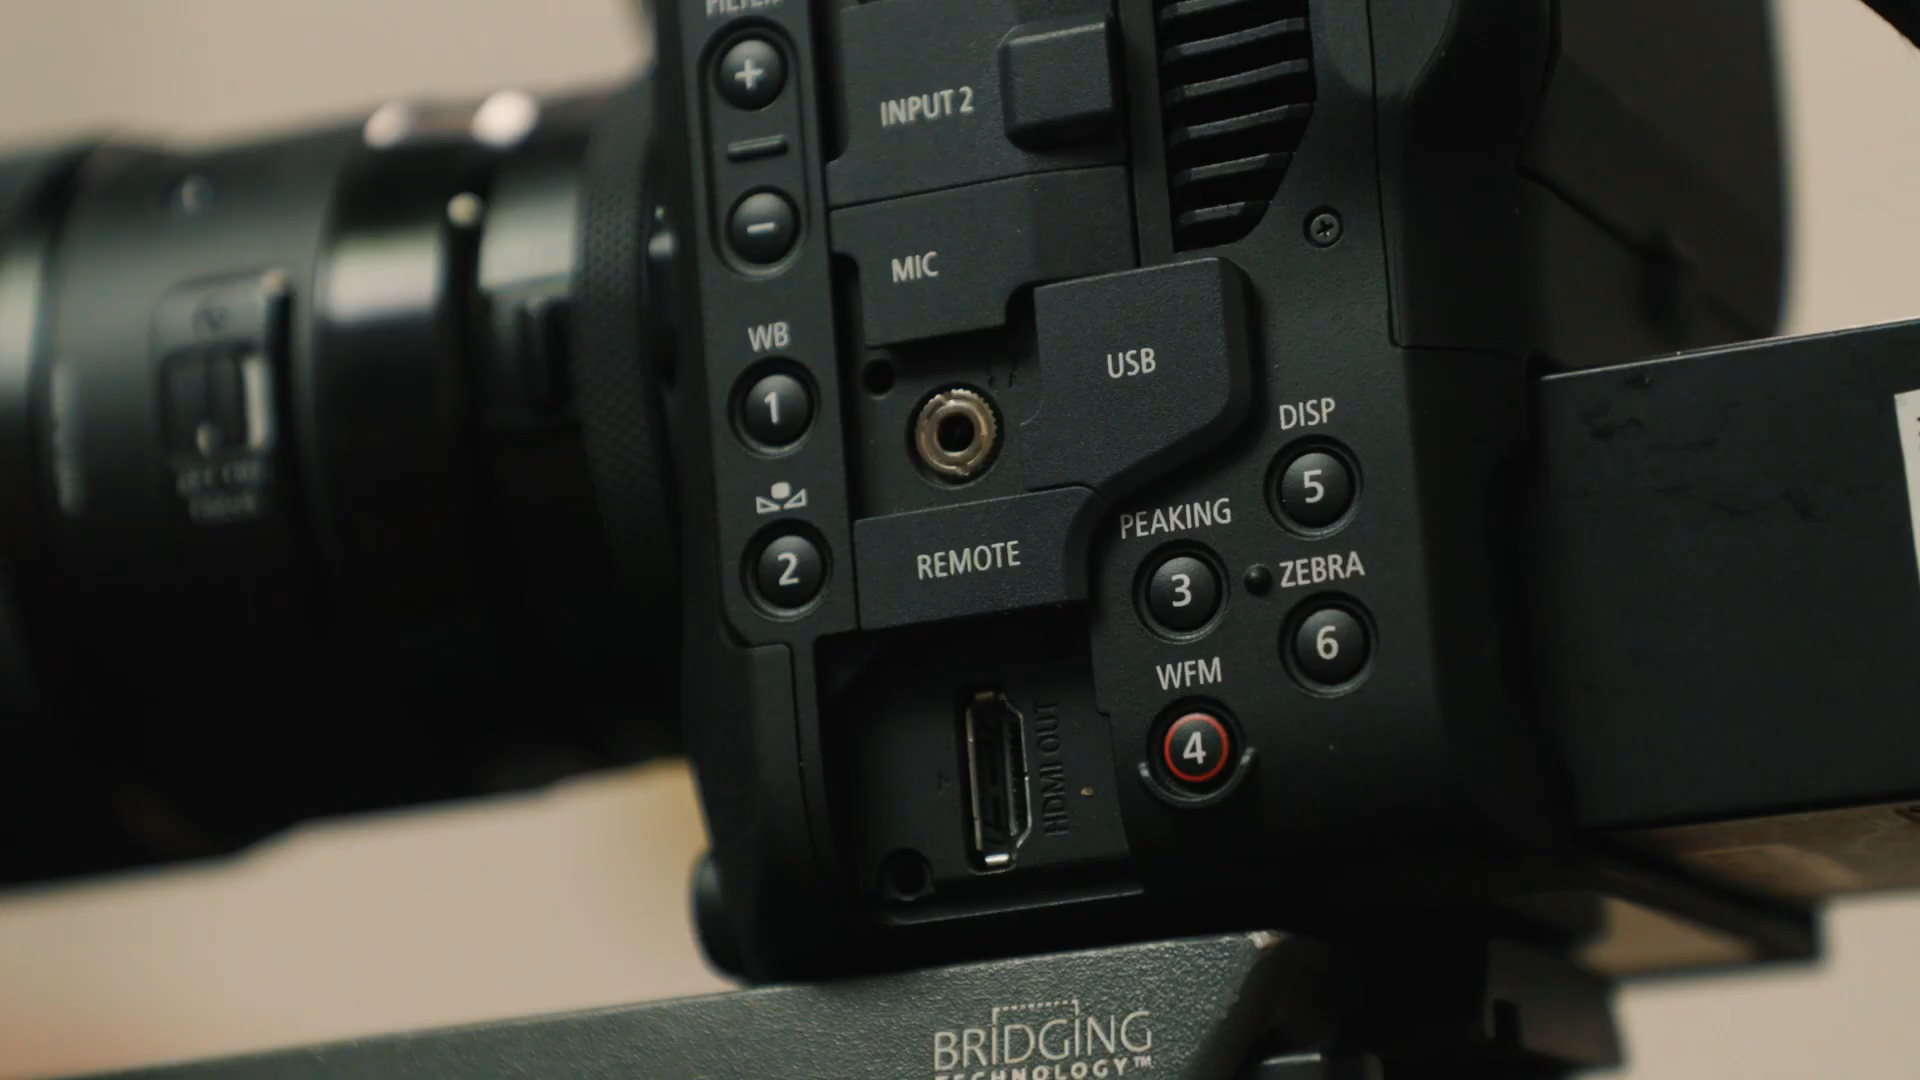 FILTER
+
INPUT 2
-
MIC
WB
USB
1
DISP
5
PEAKING
2
REMOTE
3
ZEBRA
6
WFM
4
HDMI OUT
BRIDGING
TECHNOLOGY™